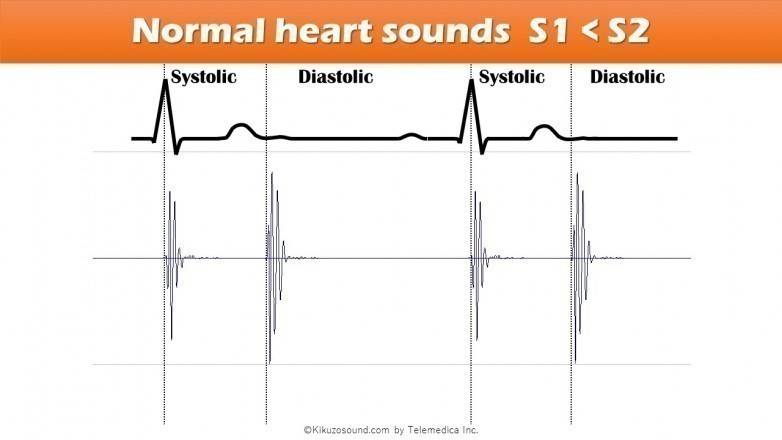 Normal heart sounds S1 < S2
Systolic Diastolic Systolic Diastolic
©Kikuzosound.com by Telemedica Inc.